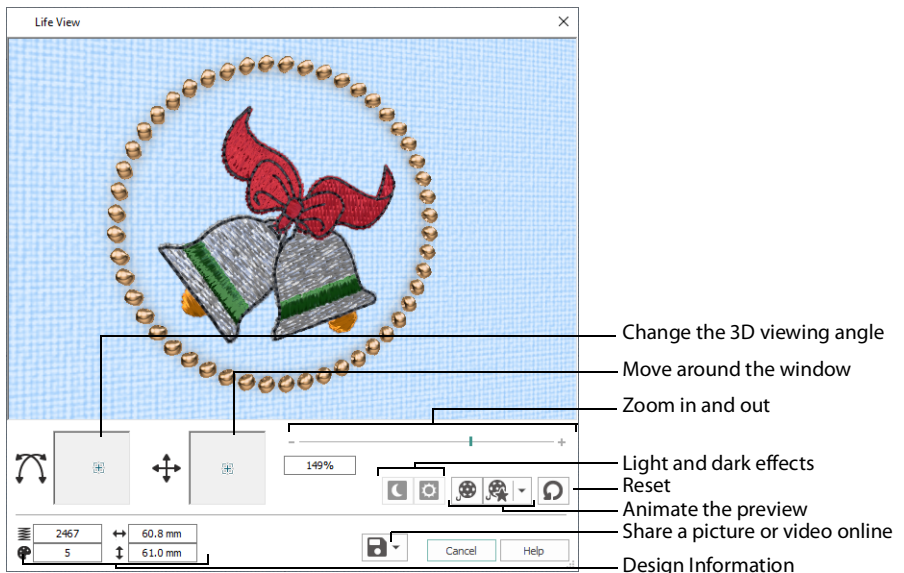 Life View
Change the 3D viewing angle
Move around the window
Zoom in and out
149%
Light and dark effects
Reset
Animate the preview
Share a picture or video online
2467
60.8 mm
5
61.0 mm
Cancel
Help
Design Information